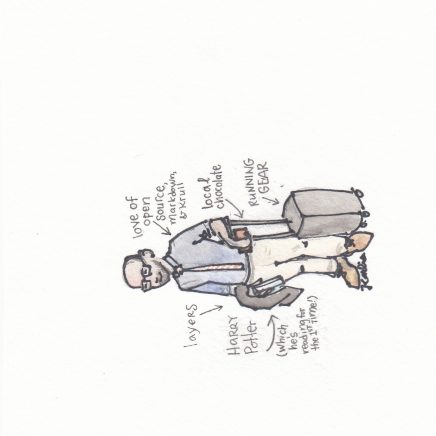 love of
open
source,
markdown,
&
local
chocolate
RUNNING
GEAR
layers
HARRY
Potter
(which
he's
reading for
the 1st time!)